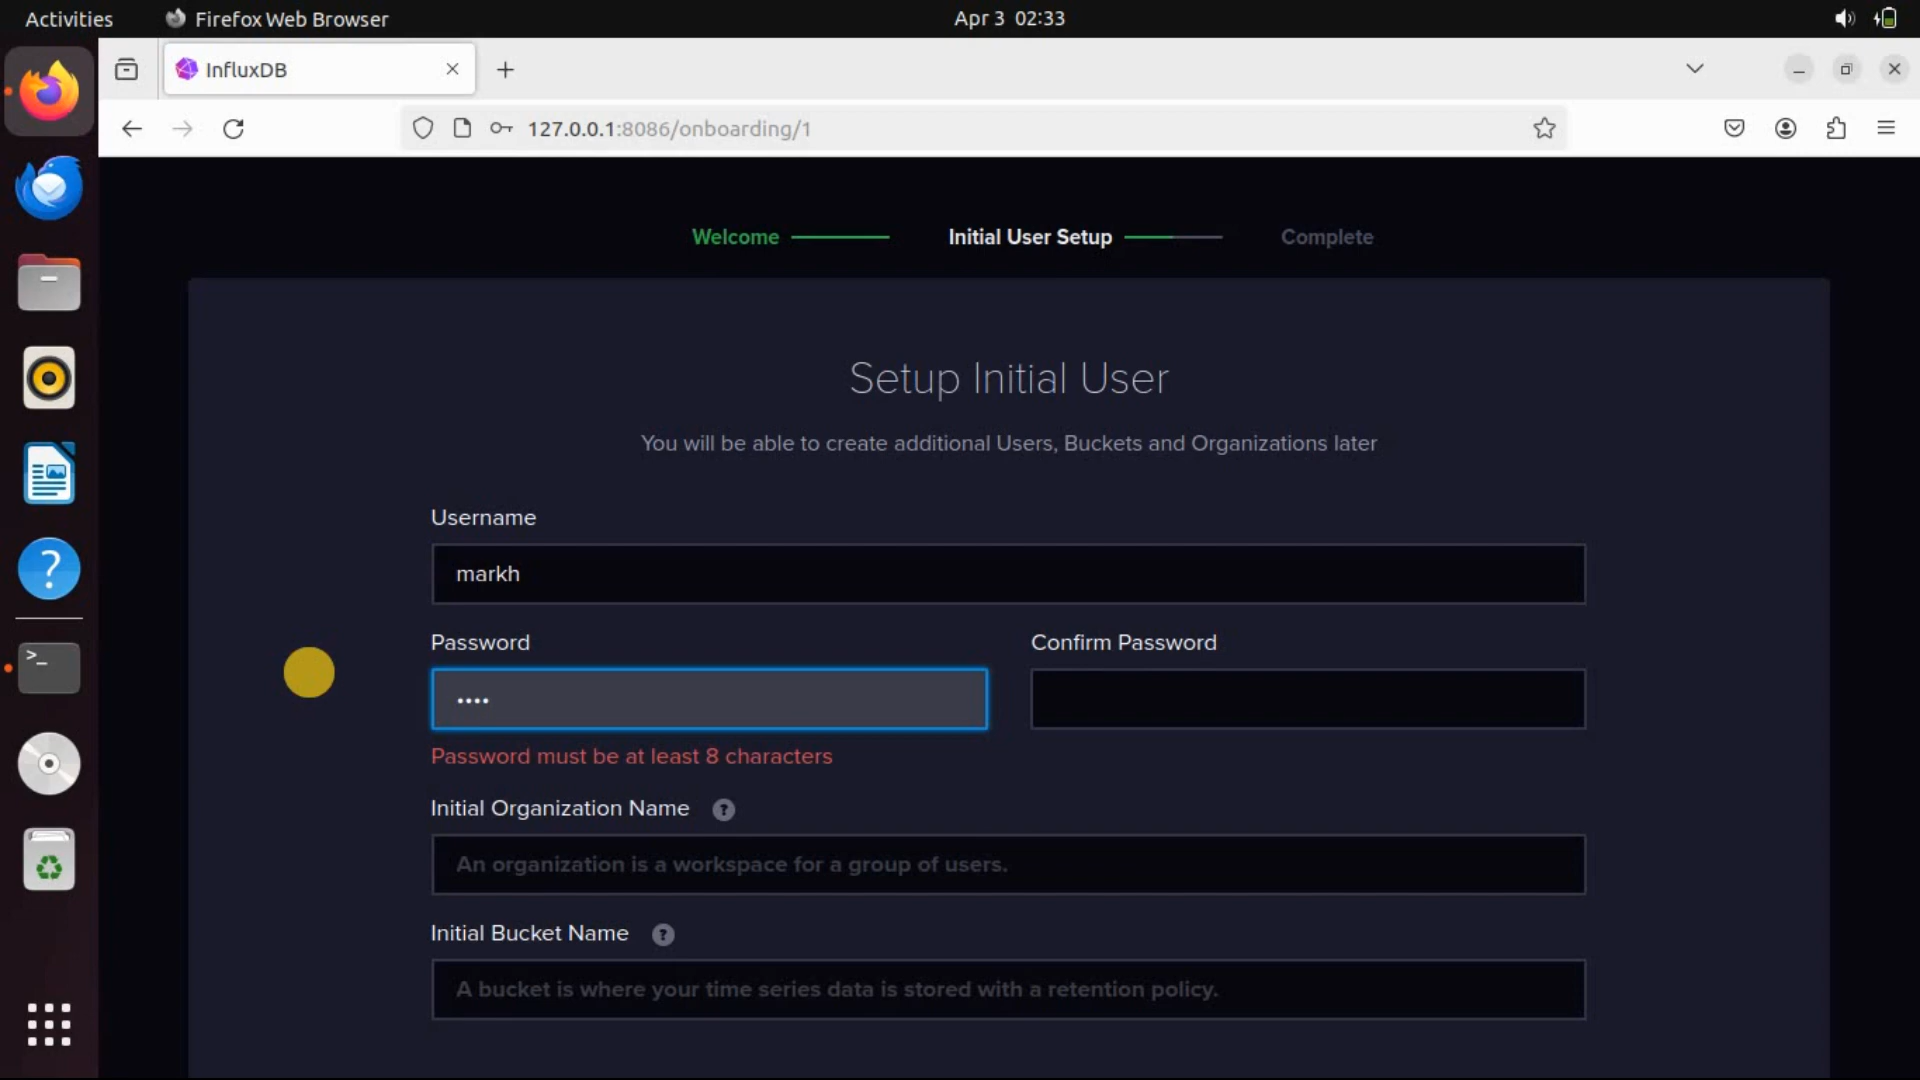 Activities
Firefox Web Browser
Apr 3 02:33
InfluxDB
127.0.0.1:8086/onboarding/1
Welcome
Initial User Setup
Complete
Setup Initial User
You will be able to create additional Users, Buckets and Organizations later
Username
markh
Password
Confirm Password
••••
Password must be at least 8 characters
Initial Organization Name ?
An organization is a workspace for a group of users.
Initial Bucket Name ?
A bucket is where your time series data is stored with a retention policy.